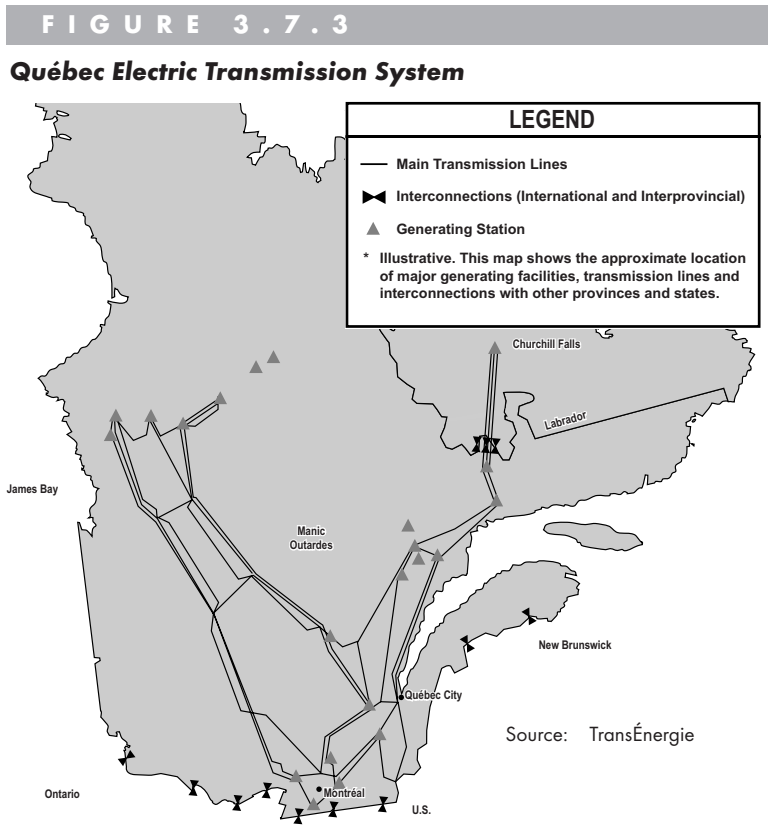 FIGURE 3.7.3
Québec Electric Transmission System
LEGEND
Main Transmission Lines
Interconnections (International and Interprovincial)
Generating Station
* Illustrative. This map shows the approximate location
of major generating facilities, transmission lines and
interconnections with other provinces and states.
Churchill Falls
Labrador
James Bay
Manic
Outardes
New Brunswick
Québec City
Source: TransÉnergie
Ontario
Montréal
U.S.